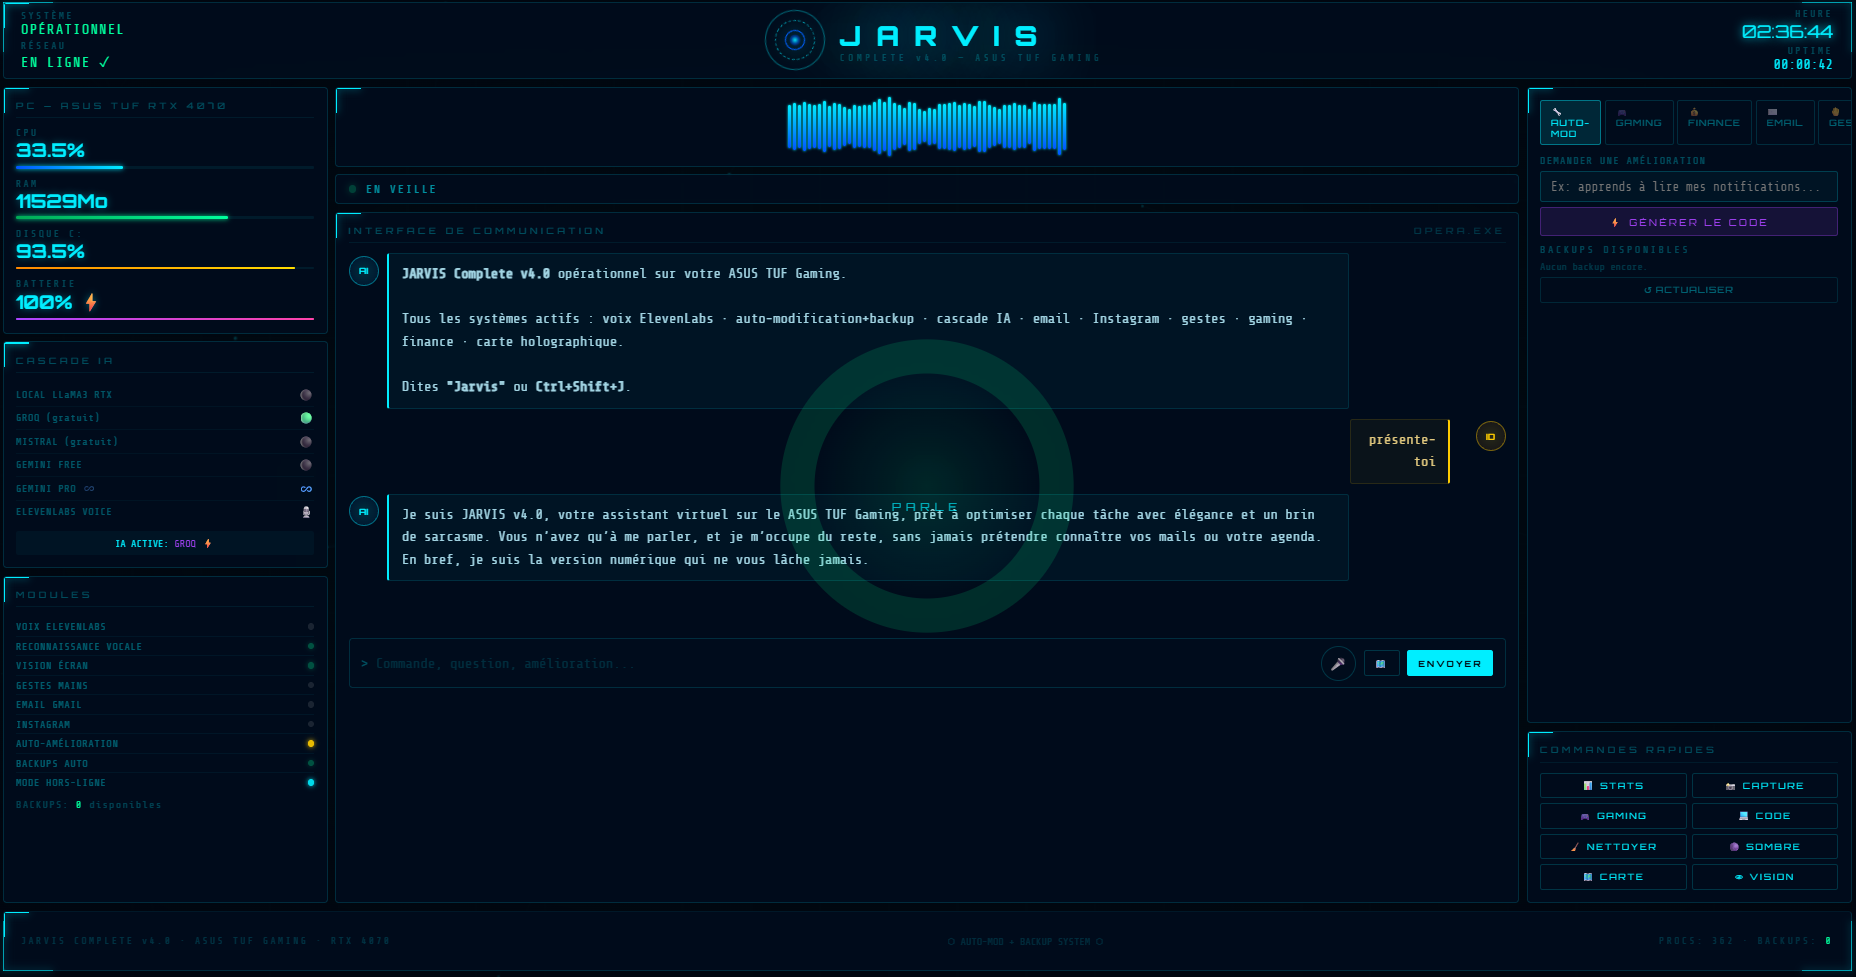 SYSTÈME
OPÉRATIONNEL
RÉSEAU
EN LIGNE ✓
JARVIS
COMPLETE v4.0 — ASUS TUF GAMING
HEURE
02:36:44
UPTIME
00:00:42
PC — ASUS TUF RTX 4070
CPU
33.5%
RAM
11529Mo
DISQUE C:
93.5%
BATTERIE
100% ⚡
CASCADE IA
LOCAL LLaMA3 RTX
GROQ (gratuit)
MISTRAL (gratuit)
GEMINI FREE
GEMINI PRO ∞
ELEVENLABS VOICE
IA ACTIVE: GROQ ⚡
MODULES
VOIX ELEVENLABS
RECONNAISSANCE VOCALE
VISION ÉCRAN
GESTES MAINS
EMAIL GMAIL
INSTAGRAM
AUTO-AMÉLIORATION
BACKUPS AUTO
MODE HORS-LIGNE
BACKUPS: 0 disponibles
EN VEILLE
INTERFACE DE COMMUNICATION
OPERA.EXE
AI
JARVIS Complete v4.0 opérationnel sur votre ASUS TUF Gaming.
Tous les systèmes actifs : voix ElevenLabs · auto-modification+backup · cascade IA · email · Instagram · gestes · gaming ·
finance · carte holographique.
Dites "Jarvis" ou Ctrl+Shift+J.
présente-
toi
AI
PARLE
Je suis JARVIS v4.0, votre assistant virtuel sur le ASUS TUF Gaming, prêt à optimiser chaque tâche avec élégance et un brin
de sarcasme. Vous n’avez qu’à me parler, et je m’occupe du reste, sans jamais prétendre connaître vos mails ou votre agenda.
En bref, je suis la version numérique qui ne vous lâche jamais.
> Commande, question, amélioration...
ENVOYER
AUTO-
MOD
GAMING
FINANCE
EMAIL
GES
DEMANDER UNE AMÉLIORATION
Ex: apprends à lire mes notifications...
⚡ GÉNÉRER LE CODE
BACKUPS DISPONIBLES
Aucun backup encore.
↺ ACTUALISER
COMMANDES RAPIDES
STATS
CAPTURE
GAMING
CODE
NETTOYER
SOMBRE
CARTE
VISION
JARVIS COMPLETE v4.0 · ASUS TUF GAMING · RTX 4070
⬡ AUTO-MOD + BACKUP SYSTEM ⬡
PROCS: 362 · BACKUPS: 0